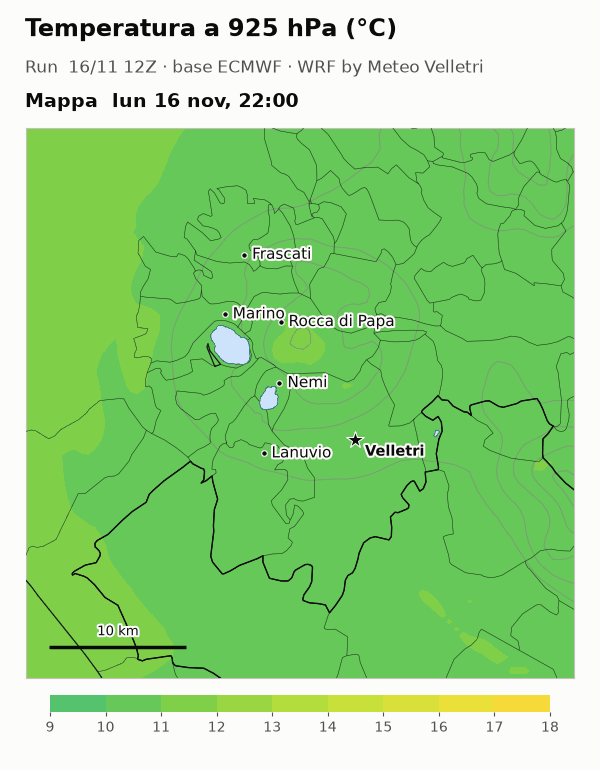 Temperatura a 925 hPa (°C)
Run  16/11 12Z · base ECMWF · WRF by Meteo Velletri
Mappa  lun 16 nov, 22:00
Frascati
Marino
Rocca di Papa
Nemi
Velletri
Lanuvio
10 km
9 10 11 12 13 14 15 16 17 18